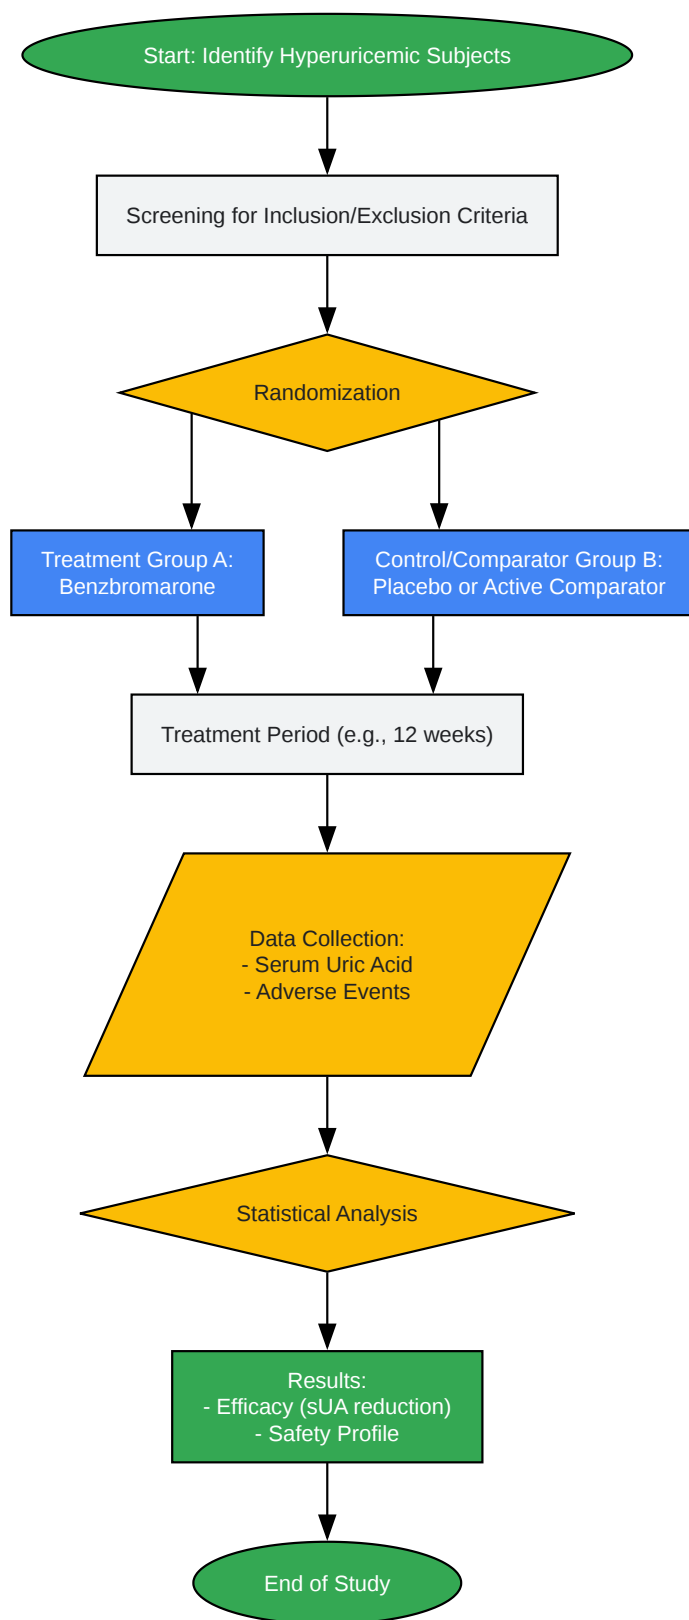 Start: Identify Hyperuricemic Subjects
Screening for Inclusion/Exclusion Criteria
Randomization
Treatment Group A:
Benzbromarone
Control/Comparator Group B:
Placebo or Active Comparator
Treatment Period (e.g., 12 weeks)
Data Collection:
- Serum Uric Acid
- Adverse Events
Statistical Analysis
Results:
- Efficacy (sUA reduction)
- Safety Profile
End of Study